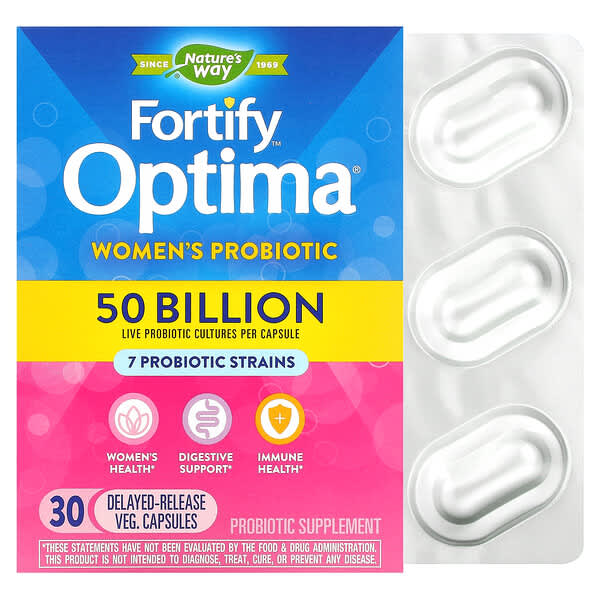 SINCE Nature's Way 1969
Fortify™
Optima®
WOMEN'S PROBIOTIC
50 BILLION
LIVE PROBIOTIC CULTURES PER CAPSULE
7 PROBIOTIC STRAINS
WOMEN'S HEALTH*
DIGESTIVE SUPPORT*
IMMUNE HEALTH*
30 DELAYED-RELEASE VEG. CAPSULES
PROBIOTIC SUPPLEMENT
*THESE STATEMENTS HAVE NOT BEEN EVALUATED BY THE FOOD & DRUG ADMINISTRATION.
THIS PRODUCT IS NOT INTENDED TO DIAGNOSE, TREAT, CURE, OR PREVENT ANY DISEASE.